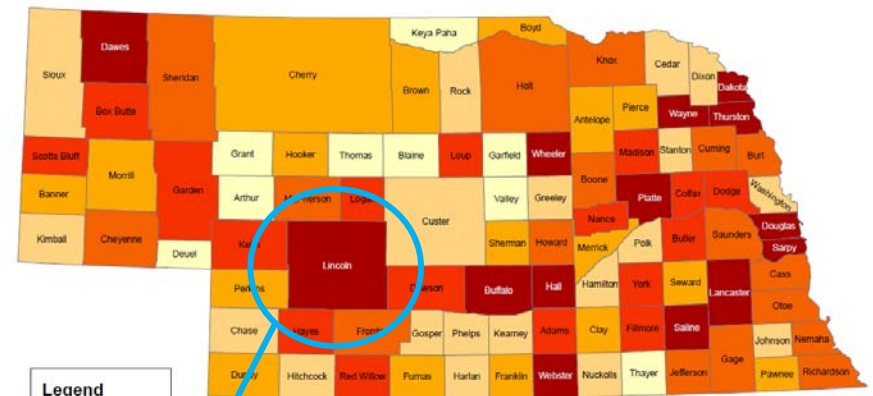 Dawes
Sioux
Sheridan
Box Butte
Scotts Bluff
Banner
Morrill
Garden
Kimball
Cheyenne
Deuel
Cherry
Keya Paha
Boyd
Brown
Rock
Holt
Knox
Cedar
Dixon
Dakota
Antelope
Pierce
Wayne
Thurston
Grant
Hooker
Thomas
Blaine
Loup
Garfield
Wheeler
Madison
Stanton
Cuming
Burt
Arthur
Logan
Custer
Valley
Greeley
Boone
Platte
Colfax
Dodge
Washington
Nance
Keith
Lincoln
Sherman
Howard
Merrick
Polk
Butler
Saunders
Douglas
Sarpy
Perkins
Dawson
Buffalo
Hall
Hamilton
York
Seward
Lancaster
Cass
Otoe
Chase
Hayes
Frontier
Gosper
Phelps
Kearney
Adams
Clay
Fillmore
Saline
Johnson
Nemaha
Dundy
Hitchcock
Red Willow
Furnas
Harlan
Franklin
Webster
Nuckolls
Thayer
Jefferson
Gage
Pawnee
Richardson
Legend